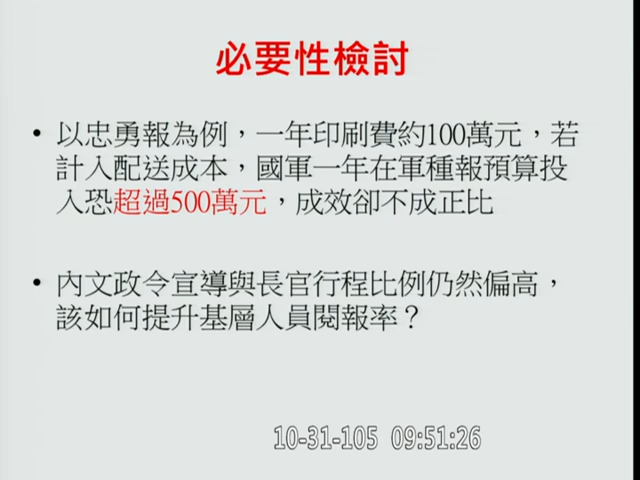 必要性檢討
• 以忠勇報為例，一年印刷費約100萬元，若
計入配送成本，國軍一年在軍種報預算投
入恐超過500萬元，成效卻不成正比
• 內文政令宣導與長官行程比例仍然偏高，
該如何提升基層人員閱報率？
10-31-105 09:51:26